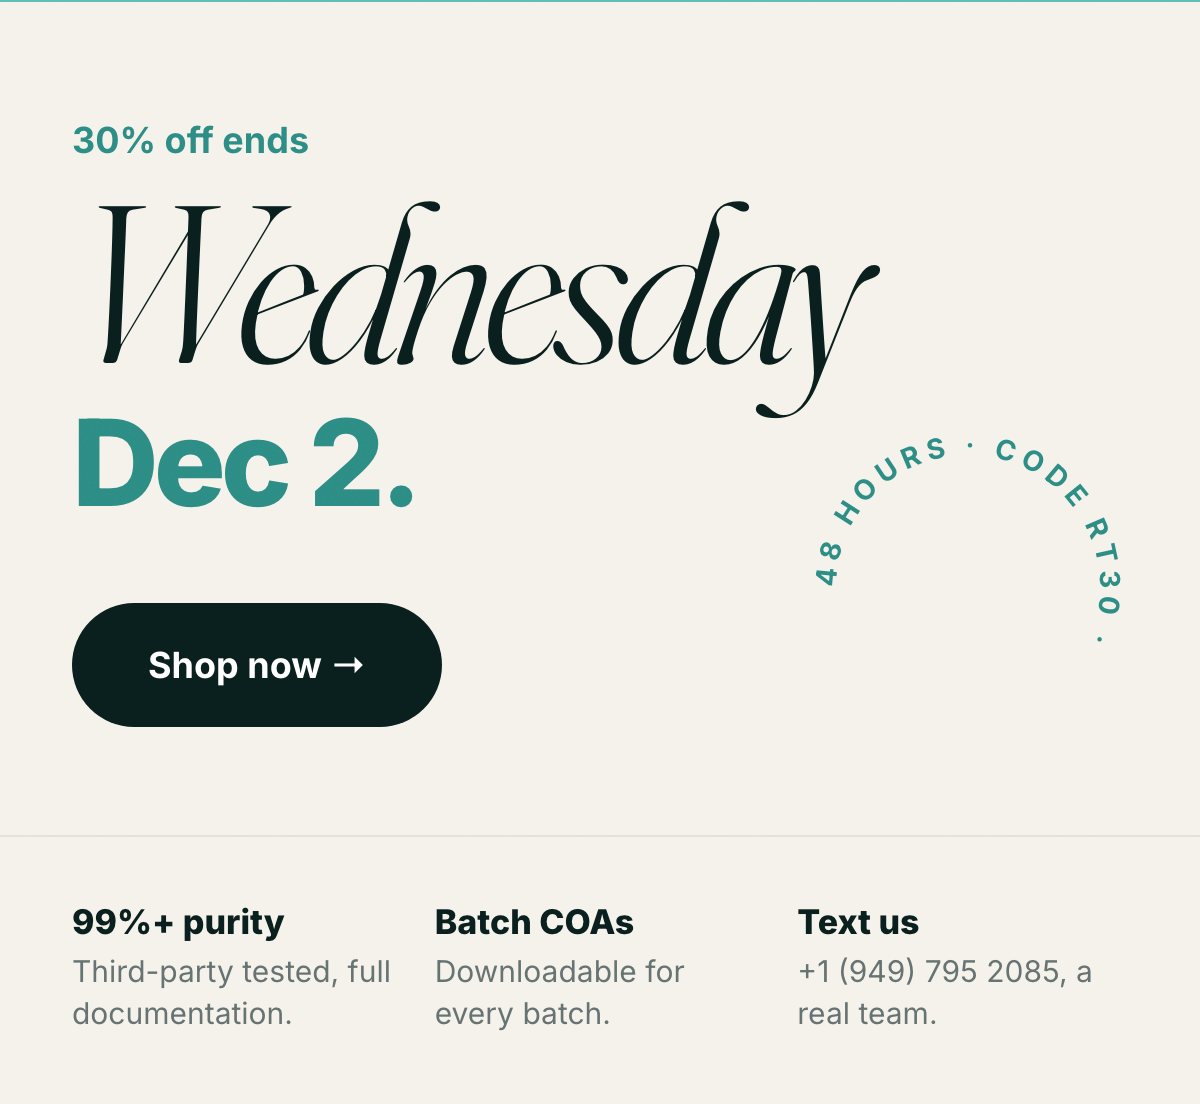 30% off ends
Wednesday
Dec 2.
48 HOURS · CODE RT30 ·
Shop now →
99%+ purity
Third-party tested, full
documentation.
Batch COAs
Downloadable for
every batch.
Text us
+1 (949) 795 2085, a
real team.